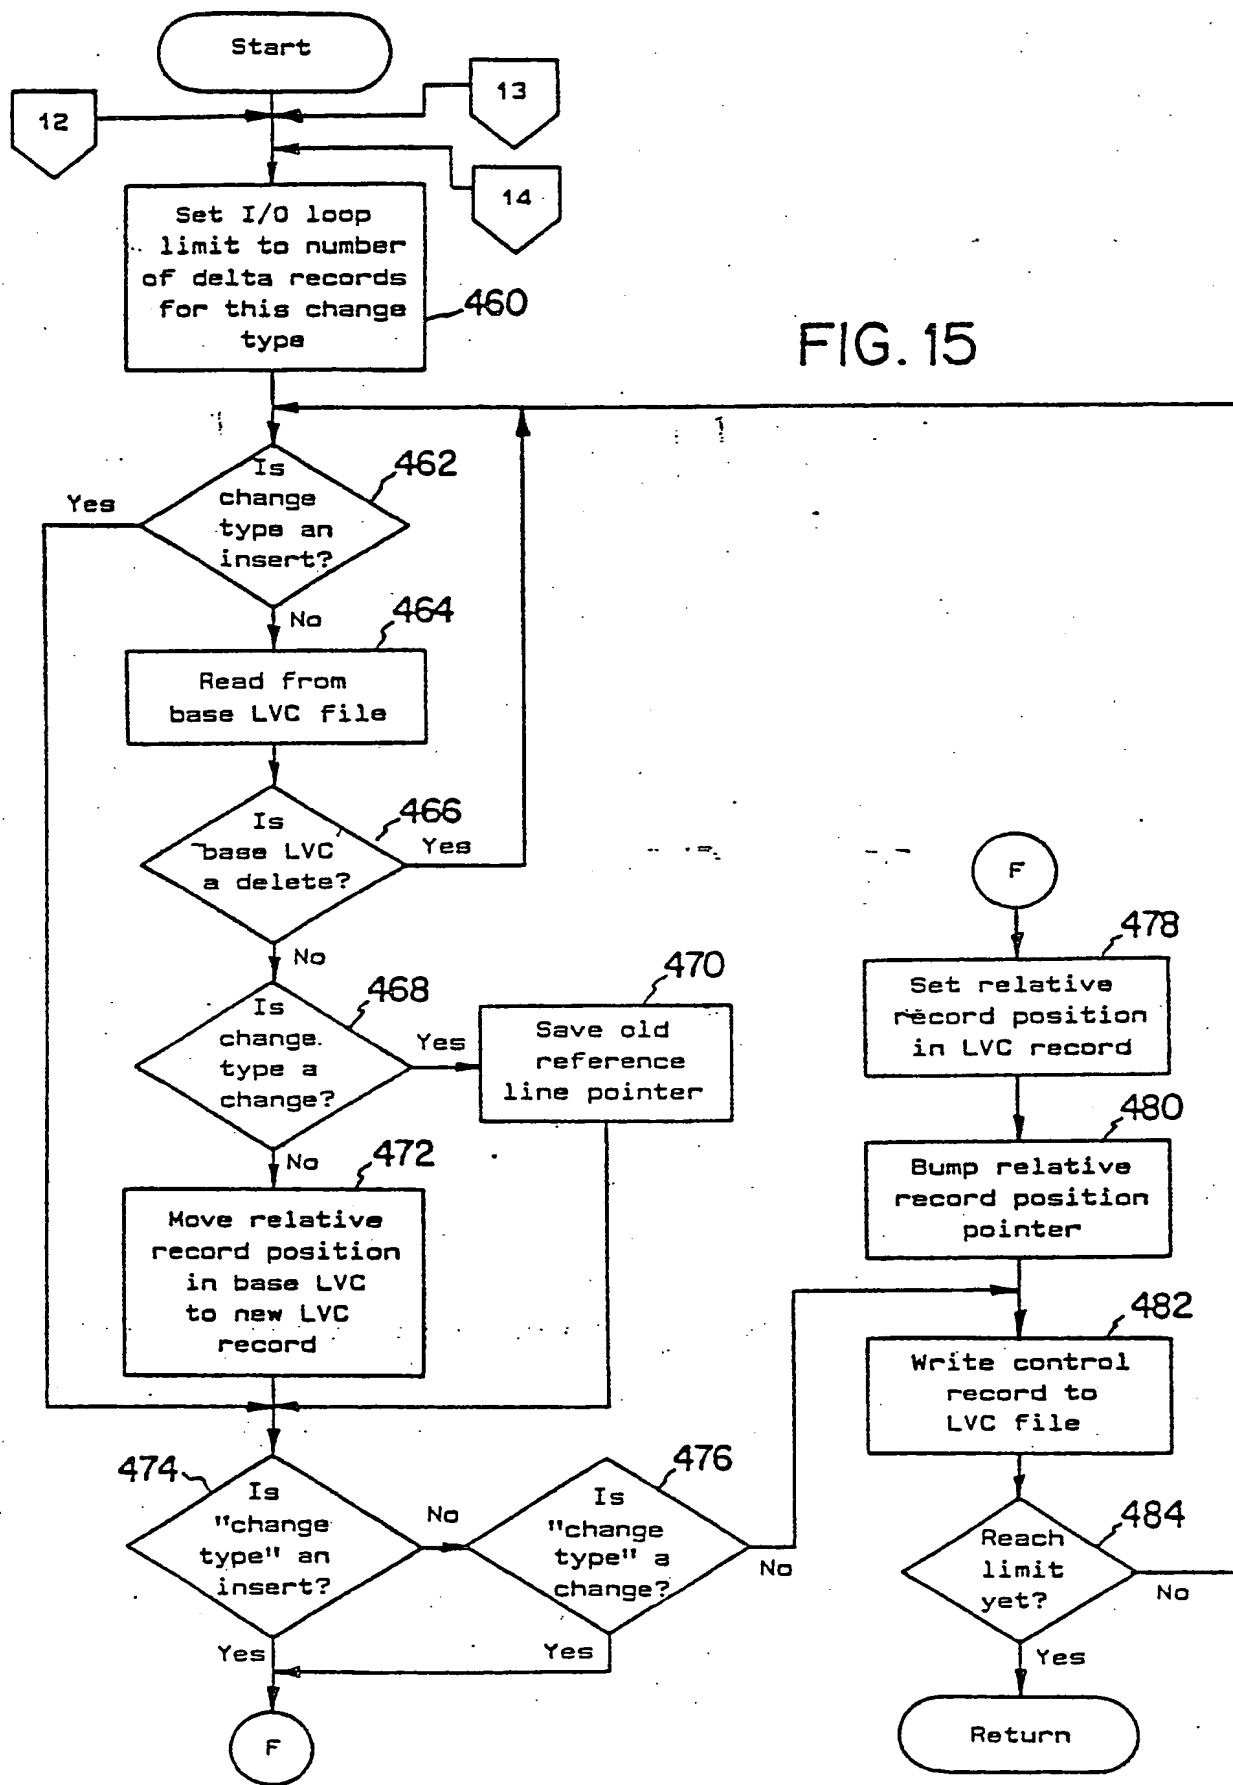 Start
12
13
14
Set I/O loop
limit to number
of delta records
for this change
type
460
FIG. 15
Is
change
type an
insert?
462
Yes
No
464
Read from
base LVC file
Is
base LVC
a delete?
466
Yes
No
Is
change.
type a
change?
468
Yes
No
470
Save old
reference
line pointer
472
Move relative
record position
in base LVC
to new LVC
record
474
Is
"change
type" an
insert?
No
Yes
476
Is
"change
type" a
change?
No
Yes
F
F
478
Set relative
record position
in LVC record
480
Bump relative
record position
pointer
482
Write control
record to
LVC file
484
Reach
limit
yet?
No
Yes
Return